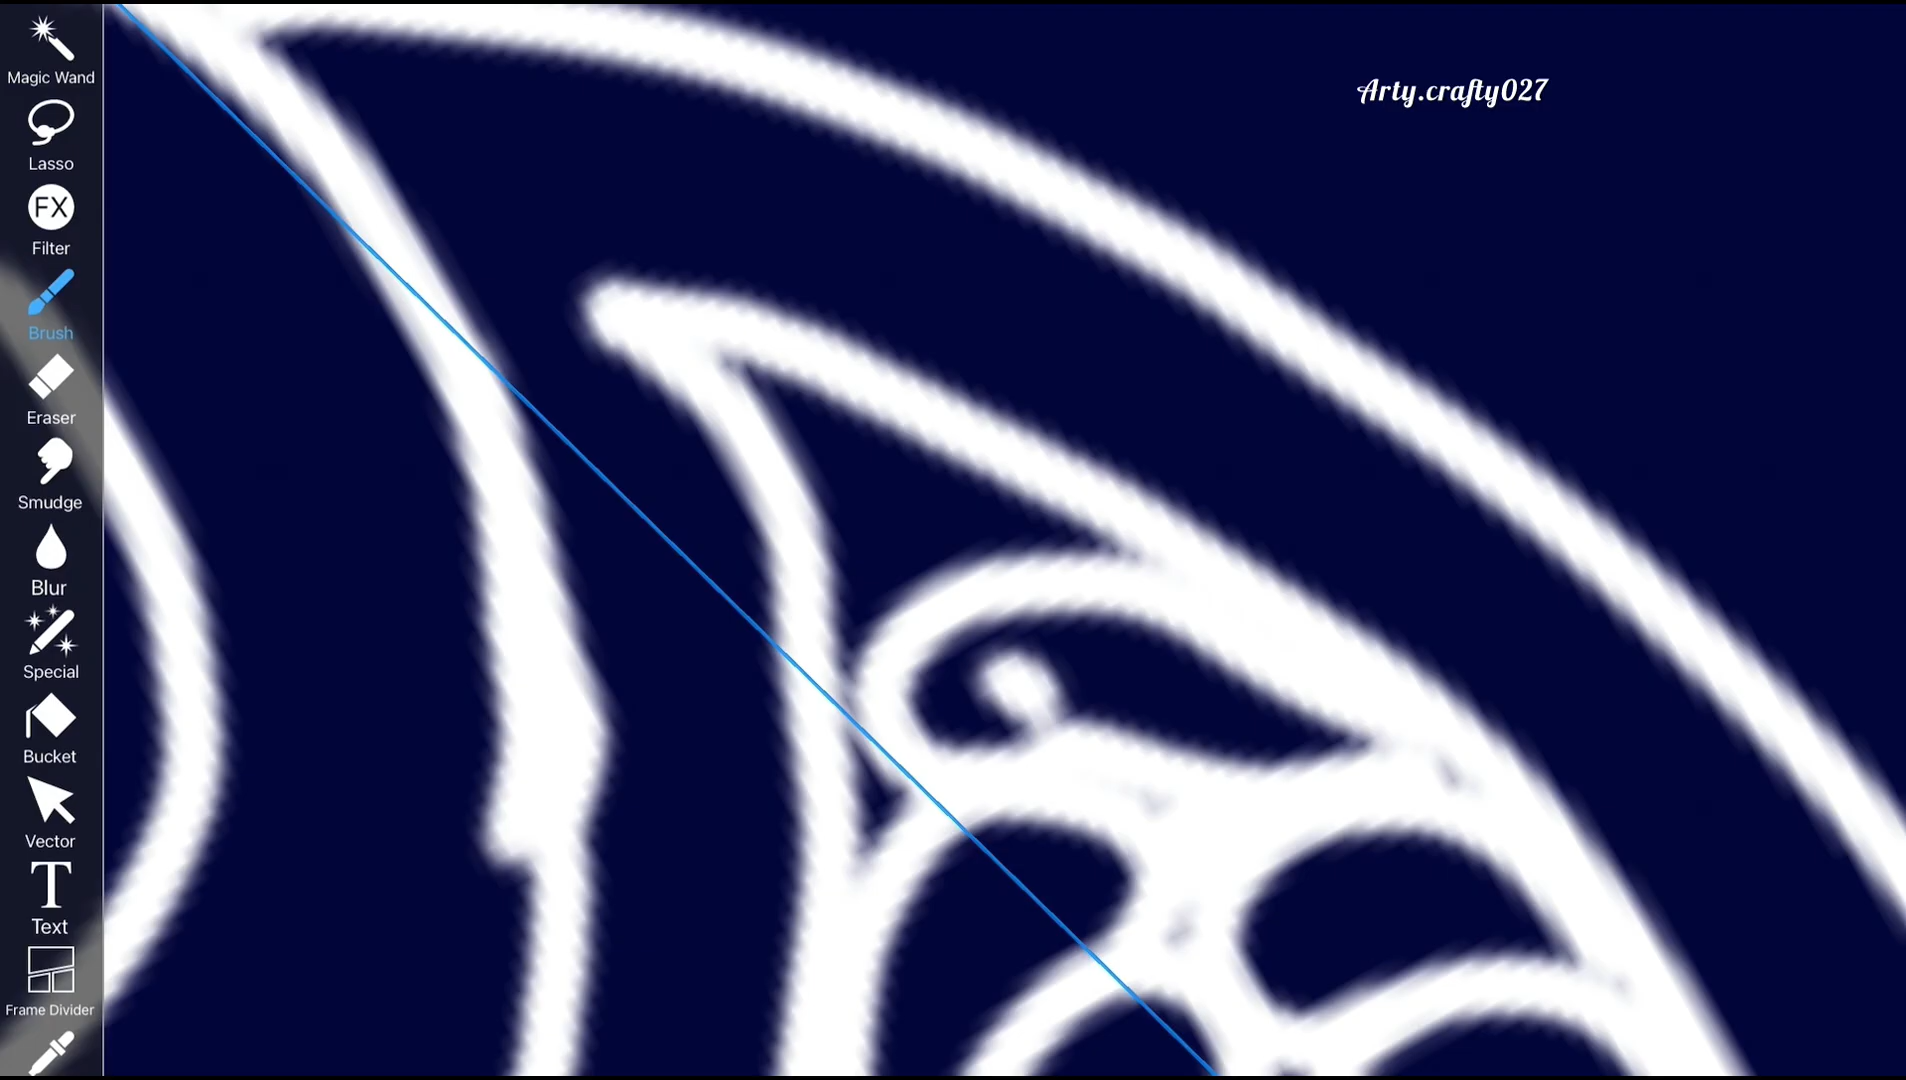 Magic Wand
Arty.crafty027
Lasso
FX
Filter
Brush
Eraser
Smudge
Blur
Special
Bucket
Vector
T
Text
Frame Divider